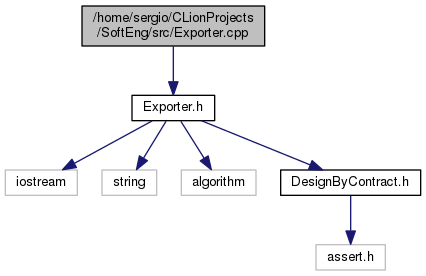 /home/sergio/CLionProjects
/SoftEng/src/Exporter.cpp
Exporter.h
iostream
string
algorithm
DesignByContract.h
assert.h